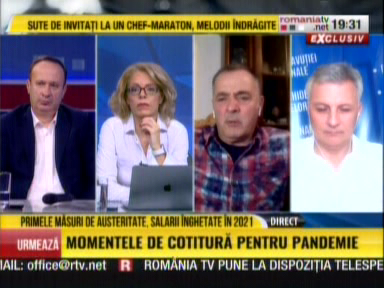 SUTE DE INVITAȚI LA UN CHEF-MARATON, MELODII ÎNDRĂGITE
romaniatv.net
19:31
EXCLUSIV
PRIMELE MĂSURI DE AUSTERITATE, SALARII ÎNGHEȚATE ÎN 2021
DIRECT
URMEAZĂ
MOMENTELE DE COTITURĂ PENTRU PANDEMIE
MAIL: office@rtv.net R ROMÂNIA TV PUNE LA DISPOZIȚIA TELESPE